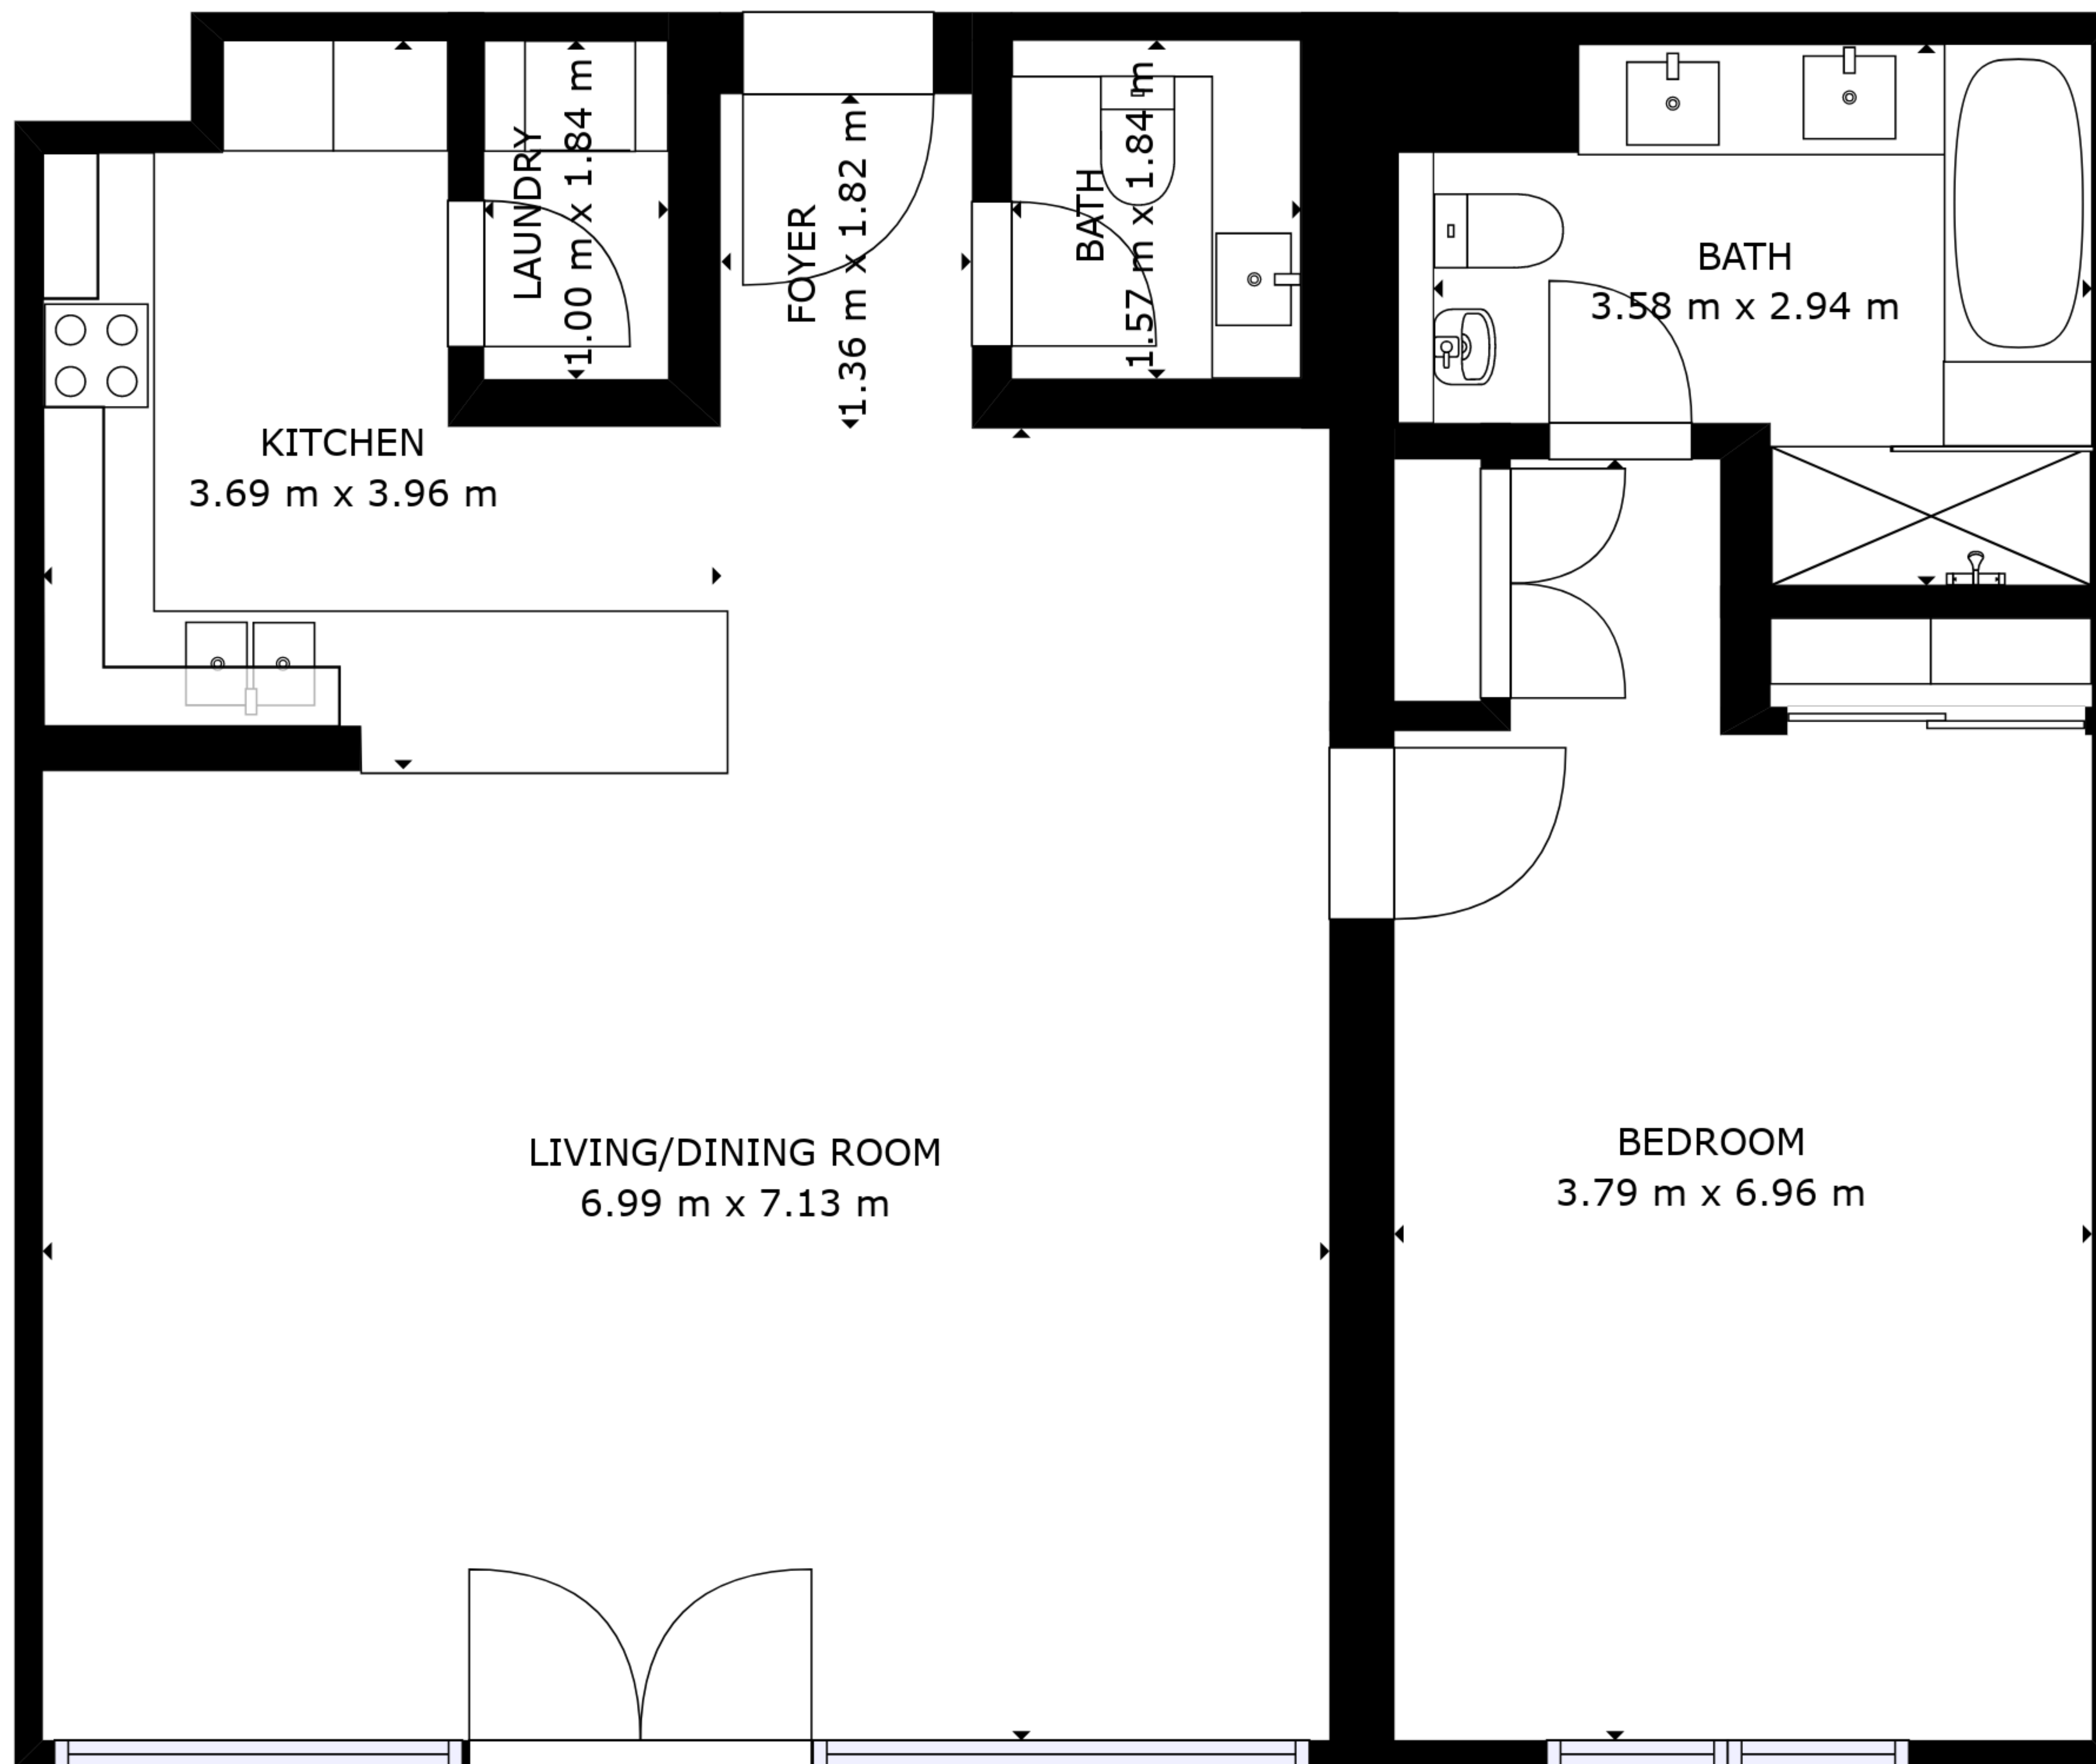 LAUNDRY
1.00 m x 1.84 m
FOYER
1.36 m x 1.82 m
BATH
1.57 m x 1.84 m
BATH
3.58 m x 2.94 m
KITCHEN
3.69 m x 3.96 m
LIVING/DINING ROOM
6.99 m x 7.13 m
BEDROOM
3.79 m x 6.96 m